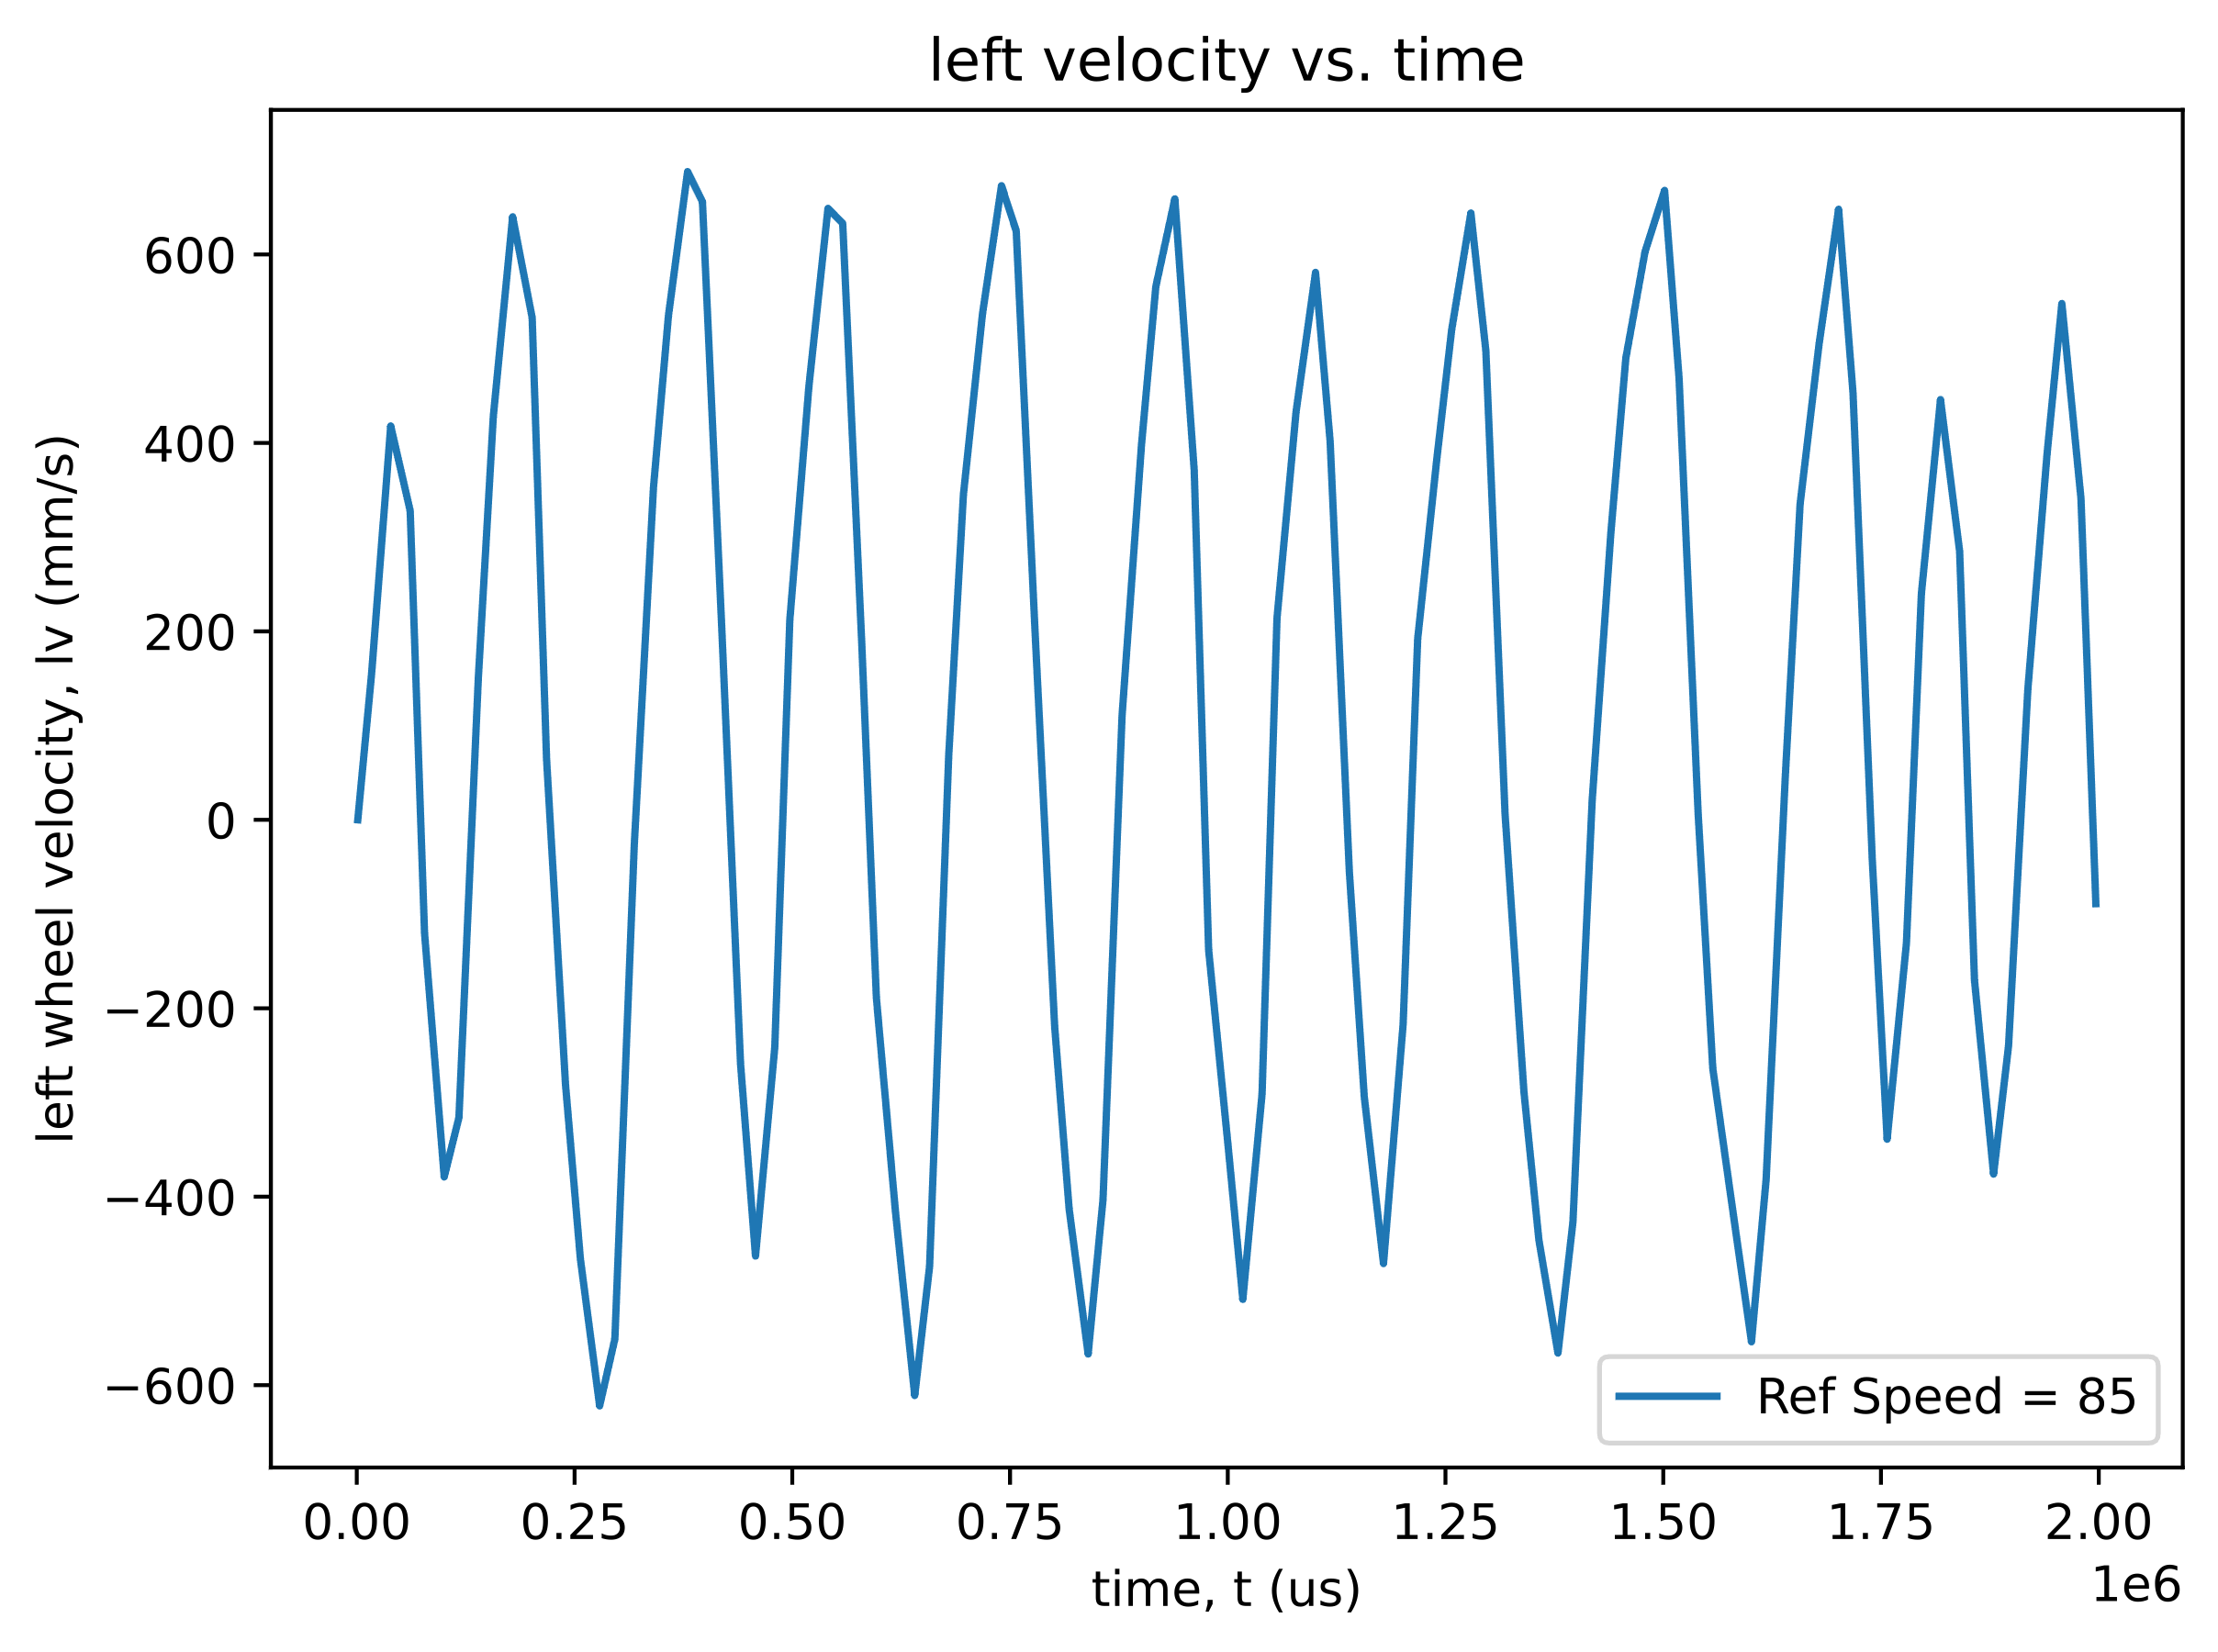 left velocity vs. time
left wheel velocity, lv (mm/s)
600
400
200
0
−200
−400
−600
Ref Speed = 85
0.00 0.25 0.50 0.75 1.00 1.25 1.50 1.75 2.00
1e6
time, t (us)